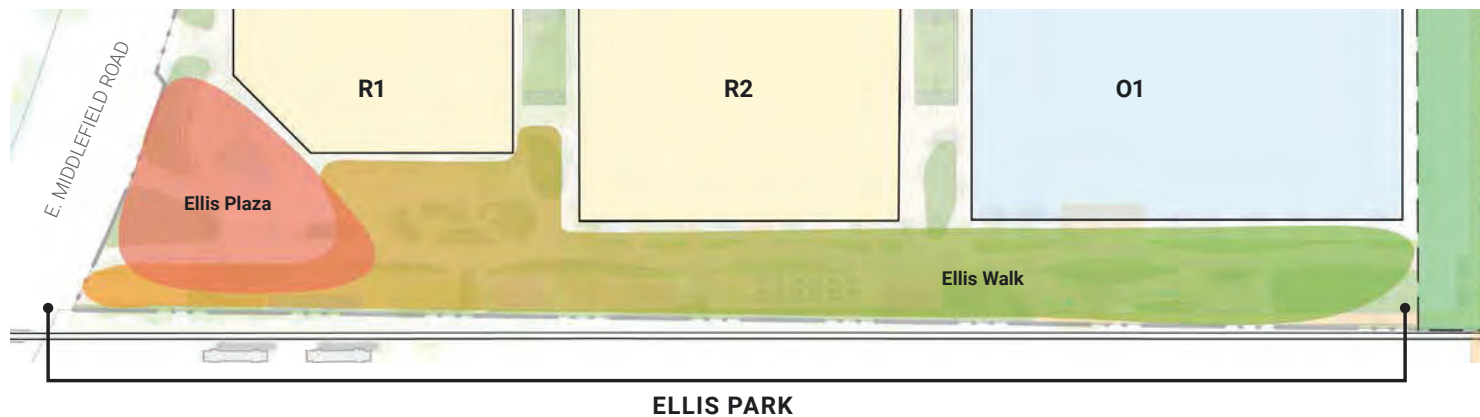 E. MIDDLEFIELD ROAD
R1
R2
O1
Ellis Plaza
Ellis Walk
ELLIS PARK